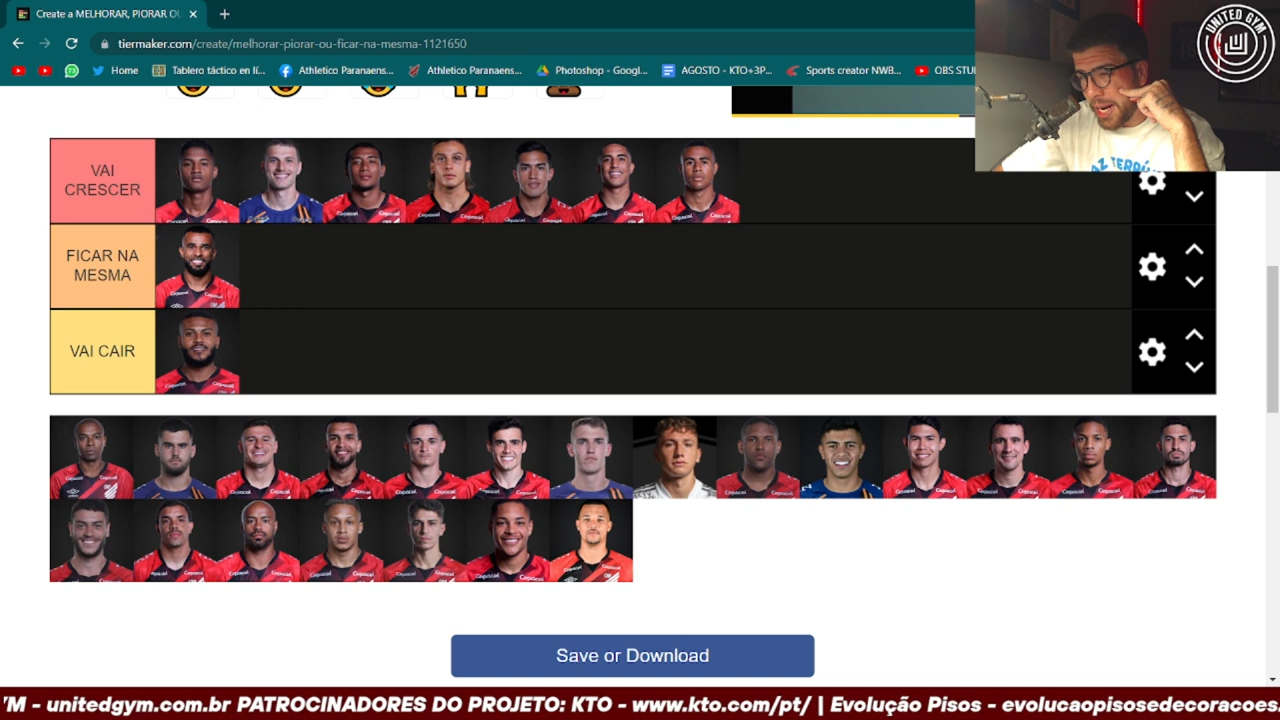 Create a MELHORAR, PIORAR OU
tiermaker.com/create/melhorar-piorar-ou-ficar-na-mesma-1121650
Home
Tablero táctico en lí...
Athletico Paranaens...
Athletico Paranaens...
Photoshop - Googl...
AGOSTO - KTO+3P...
Sports creator NWB...
OBS STU
UNITED GYM
VAI
CRESCER
FICAR NA
MESMA
VAI CAIR
Save or Download
'M - unitedgym.com.br PATROCINADORES DO PROJETO: KTO - www.kto.com/pt/ | Evolução Pisos - evolucaopisosedecoracoes.